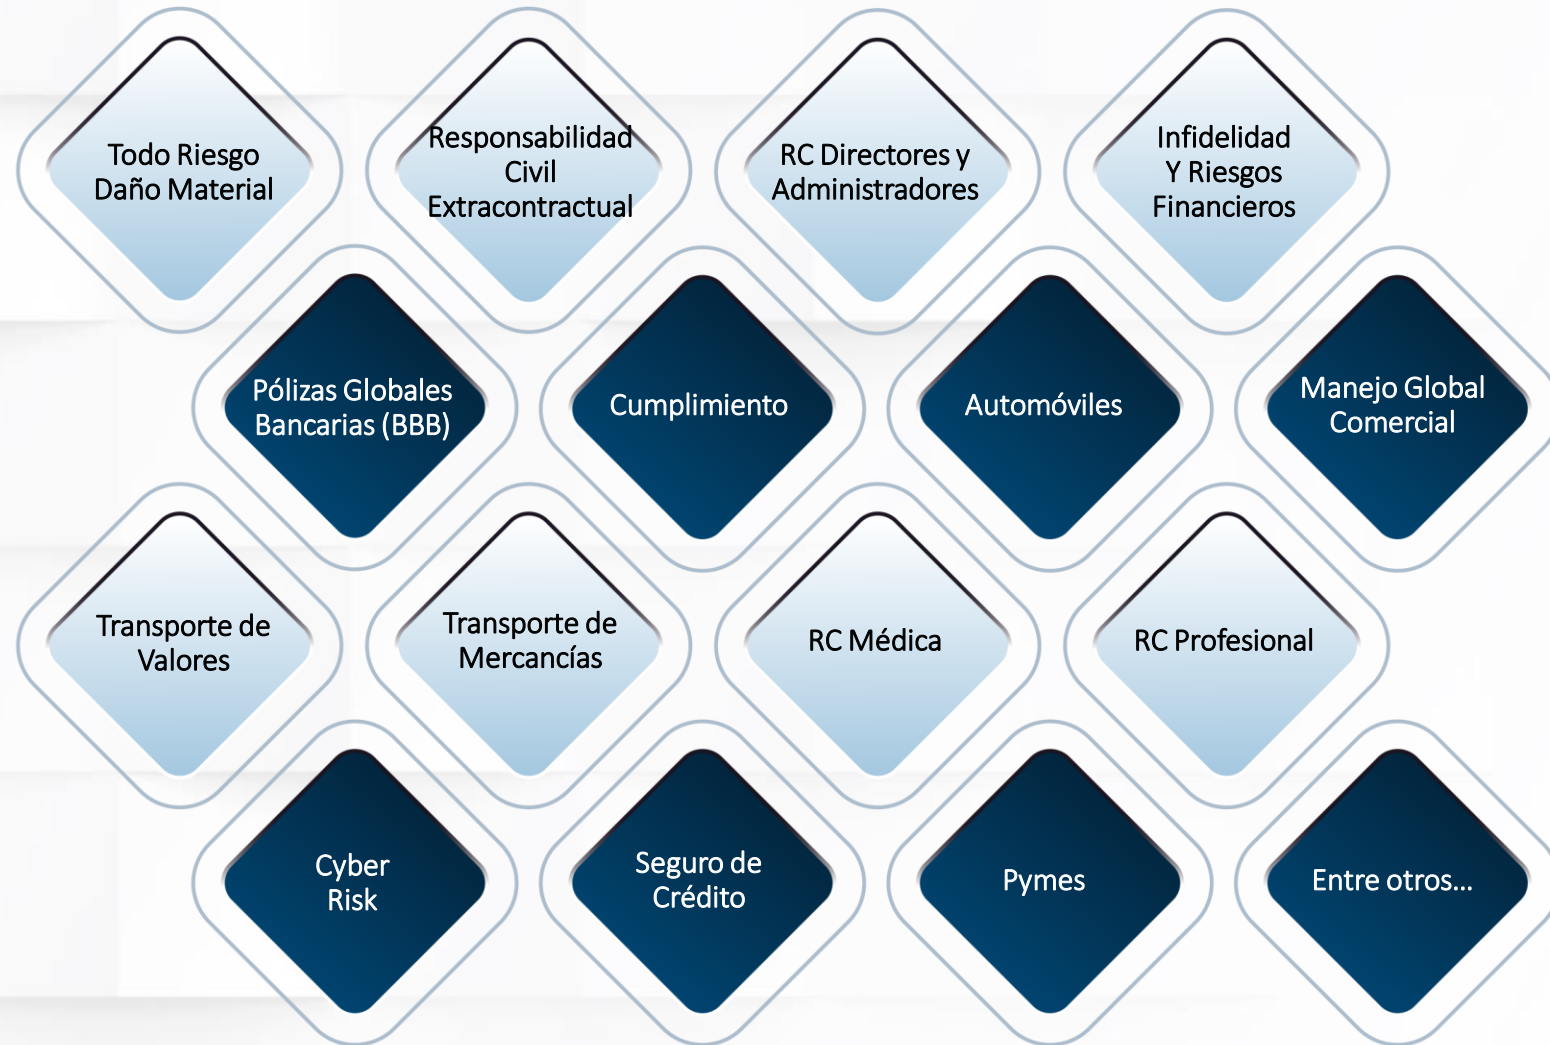 Todo Riesgo
Daño Material
Responsabilidad
Civil
Extracontractual
RC Directores y
Administradores
Infidelidad
Y Riesgos
Financieros
Pólizas Globales
Bancarias (BBB)
Cumplimiento
Automóviles
Manejo Global
Comercial
Transporte de
Valores
Transporte de
Mercancías
RC Médica
RC Profesional
Cyber
Risk
Seguro de
Crédito
Pymes
Entre otros...